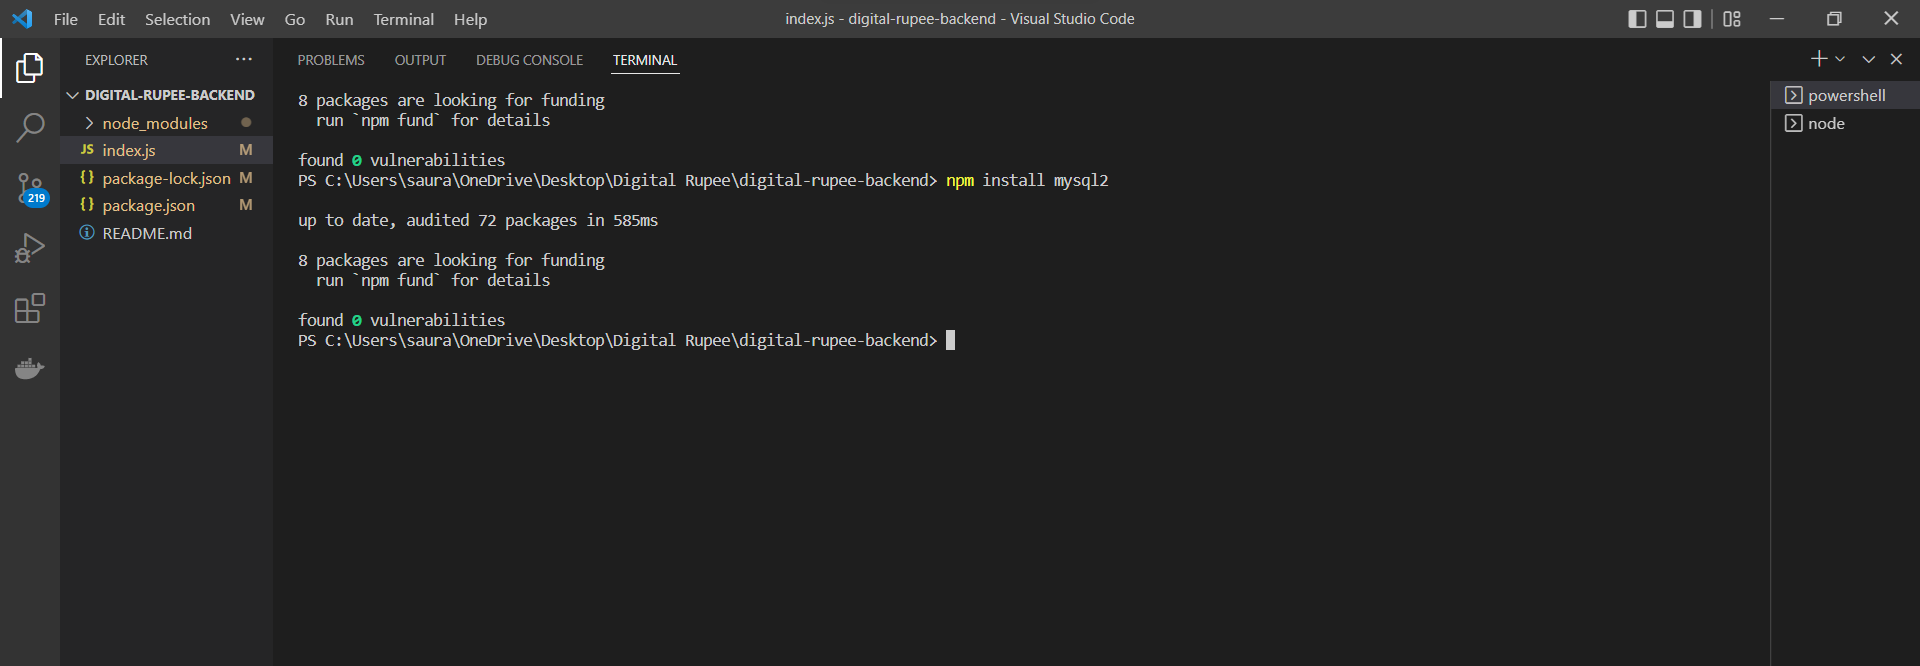 File Edit Selection View Go Run Terminal Help
index.js - digital-rupee-backend - Visual Studio Code
EXPLORER
DIGITAL-RUPEE-BACKEND
node_modules
JS index.js M
{} package-lock.json M
{} package.json M
README.md
219
PROBLEMS OUTPUT DEBUG CONSOLE TERMINAL
8 packages are looking for funding
run `npm fund` for details
found 0 vulnerabilities
PS C:\Users\saura\OneDrive\Desktop\Digital Rupee\digital-rupee-backend> npm install mysql2
up to date, audited 72 packages in 585ms
8 packages are looking for funding
run `npm fund` for details
found 0 vulnerabilities
PS C:\Users\saura\OneDrive\Desktop\Digital Rupee\digital-rupee-backend>
powershell
node